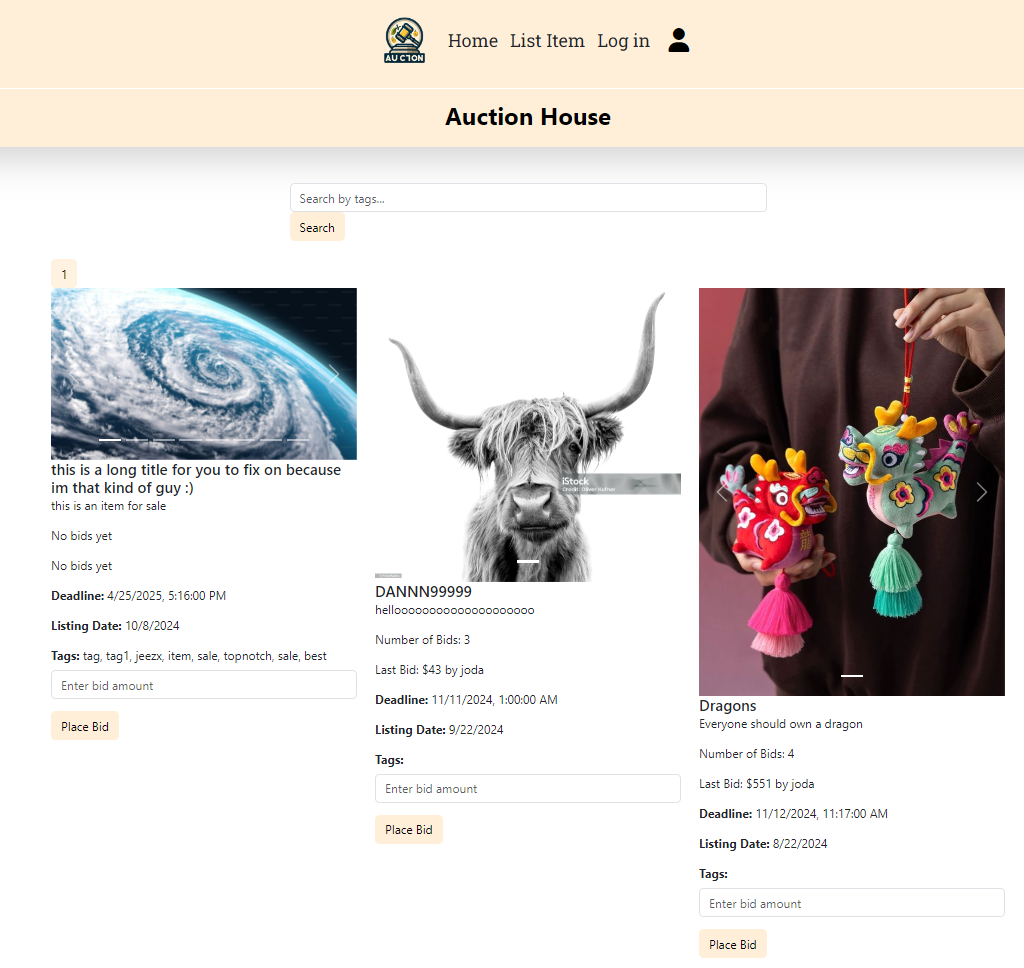 AUCTION
Home List Item Log in
Auction House
Search by tags...
Search
1
this is a long title for you to fix on because
im that kind of guy :)
this is an item for sale
No bids yet
No bids yet
Deadline: 4/25/2025, 5:16:00 PM
Listing Date: 10/8/2024
Tags: tag, tag1, jeezx, item, sale, topnotch, sale, best
Enter bid amount
Place Bid
iStock
Credit: Oliver Hufner
DANNN99999
helloooooooooooooooooooo
Number of Bids: 3
Last Bid: $43 by joda
Deadline: 11/11/2024, 1:00:00 AM
Listing Date: 9/22/2024
Tags:
Enter bid amount
Place Bid
Dragons
Everyone should own a dragon
Number of Bids: 4
Last Bid: $551 by joda
Deadline: 11/12/2024, 11:17:00 AM
Listing Date: 8/22/2024
Tags:
Enter bid amount
Place Bid